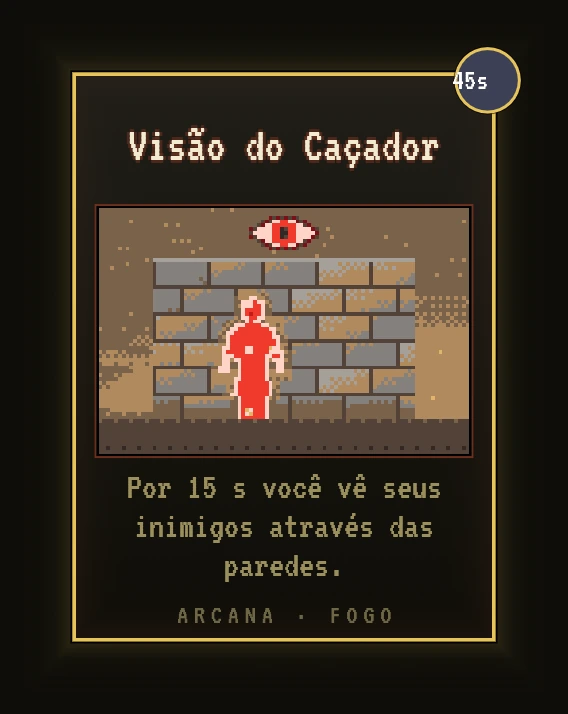 45s
Visão do Caçador
Por 15 s você vê seus
inimigos através das
paredes.
ARCANA · FOGO